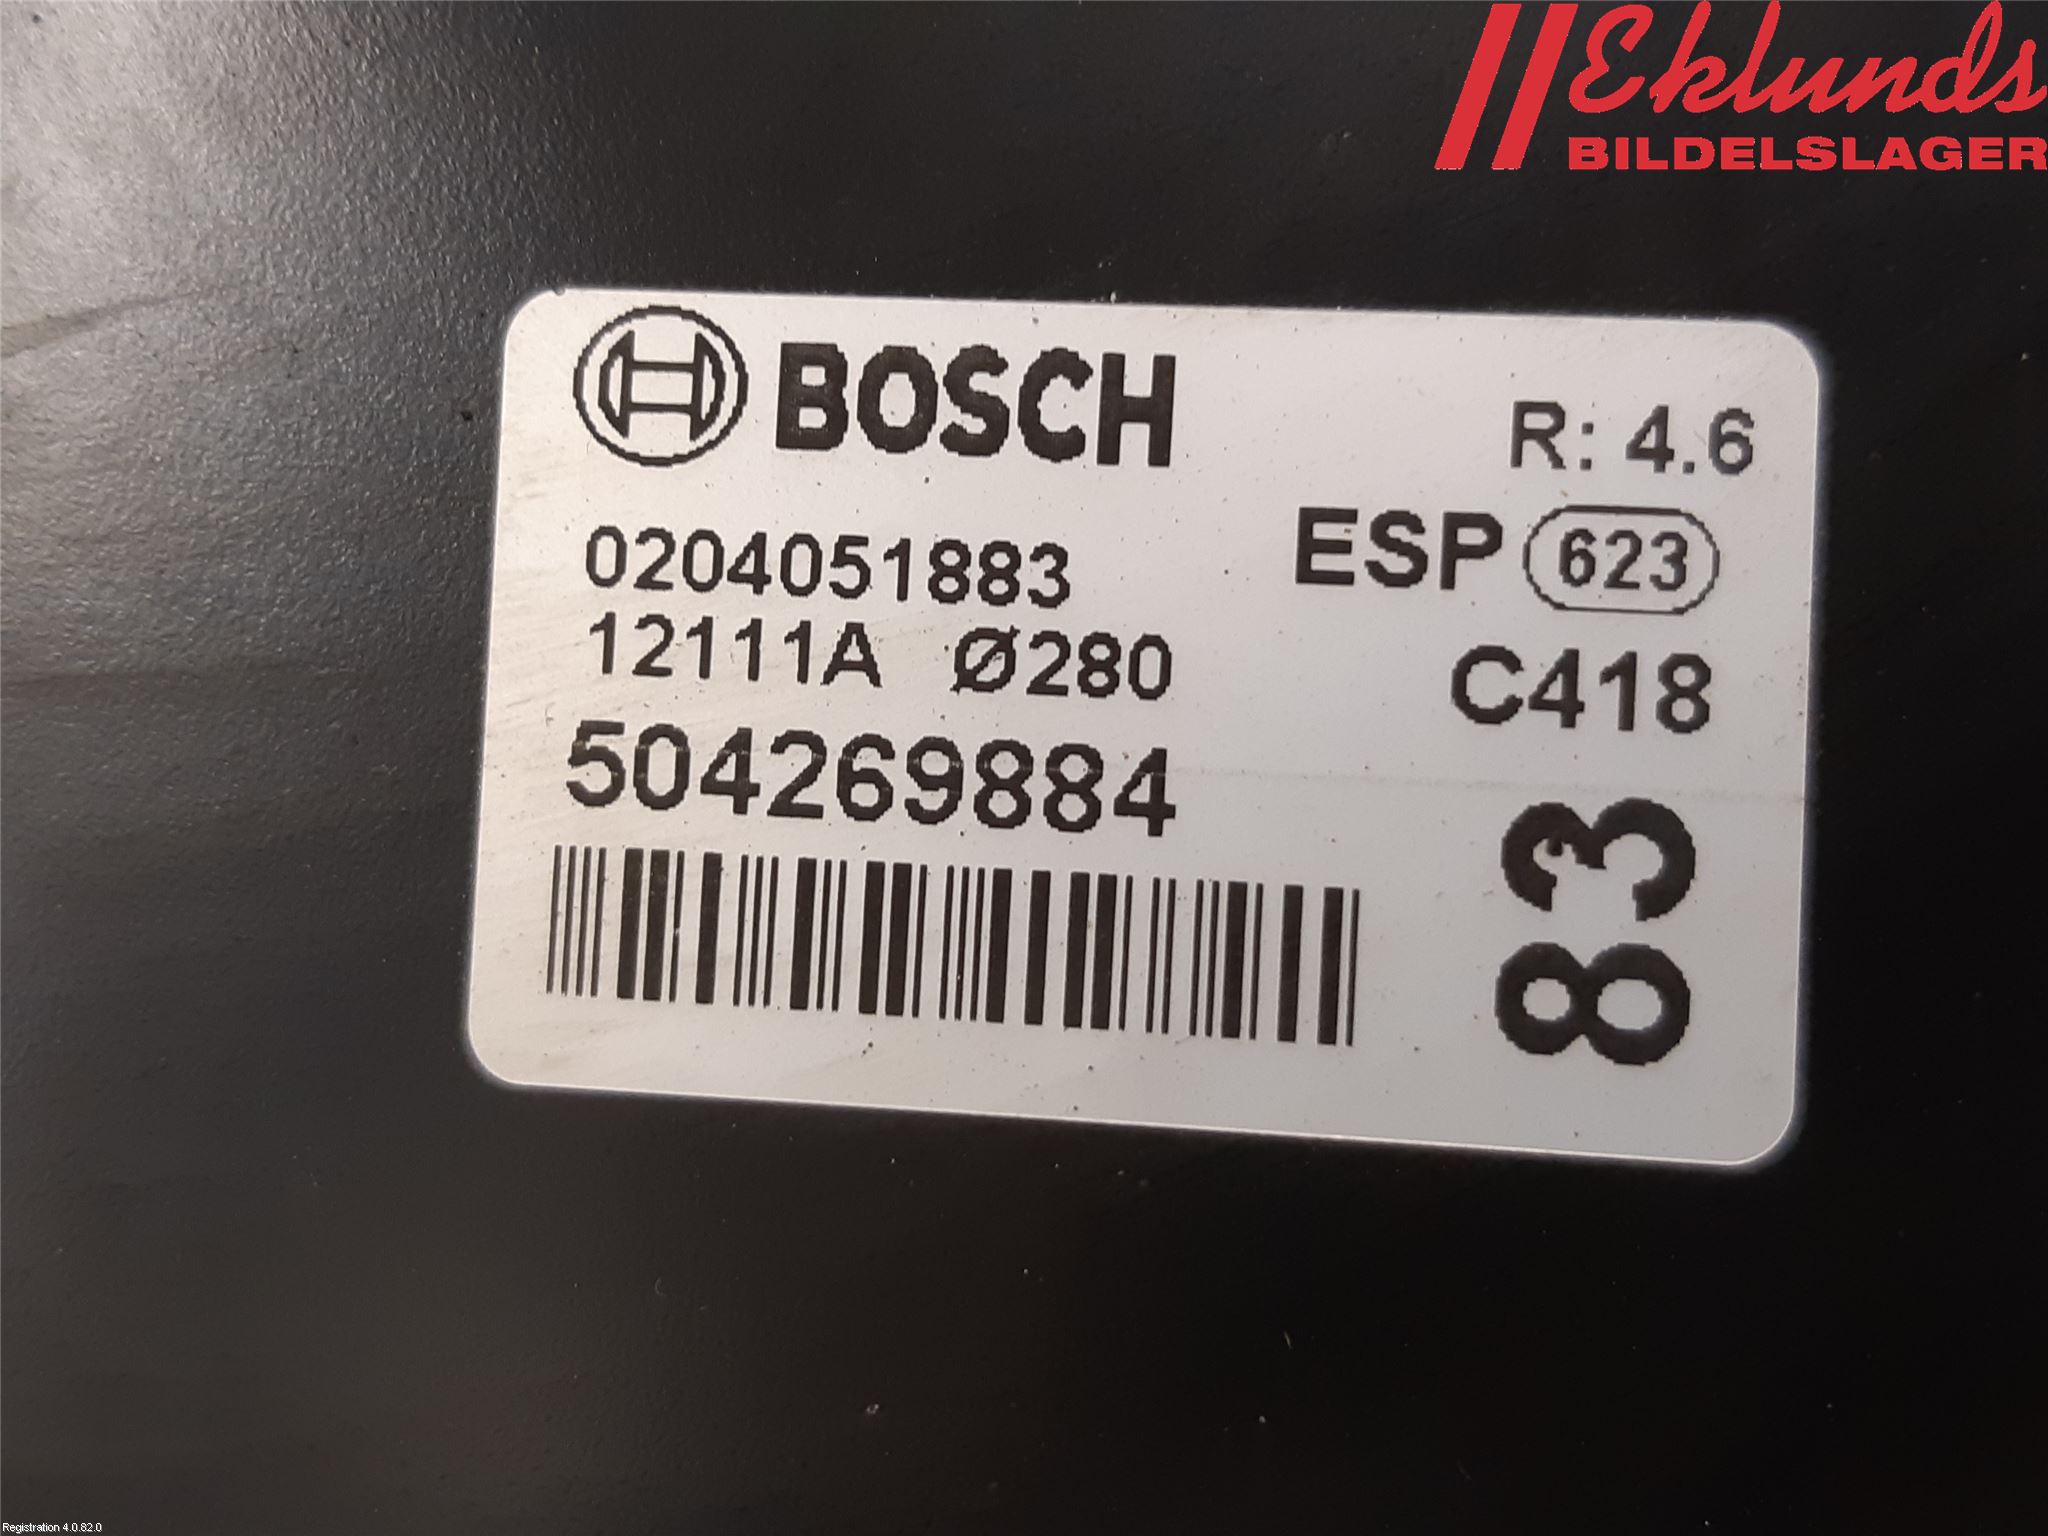 Eklunds
BILDELSLAGER
BOSCH
R: 4.6
0204051883
ESP 623
12111A Ø280
C418
504269884
83
Registration 4.0.82.0